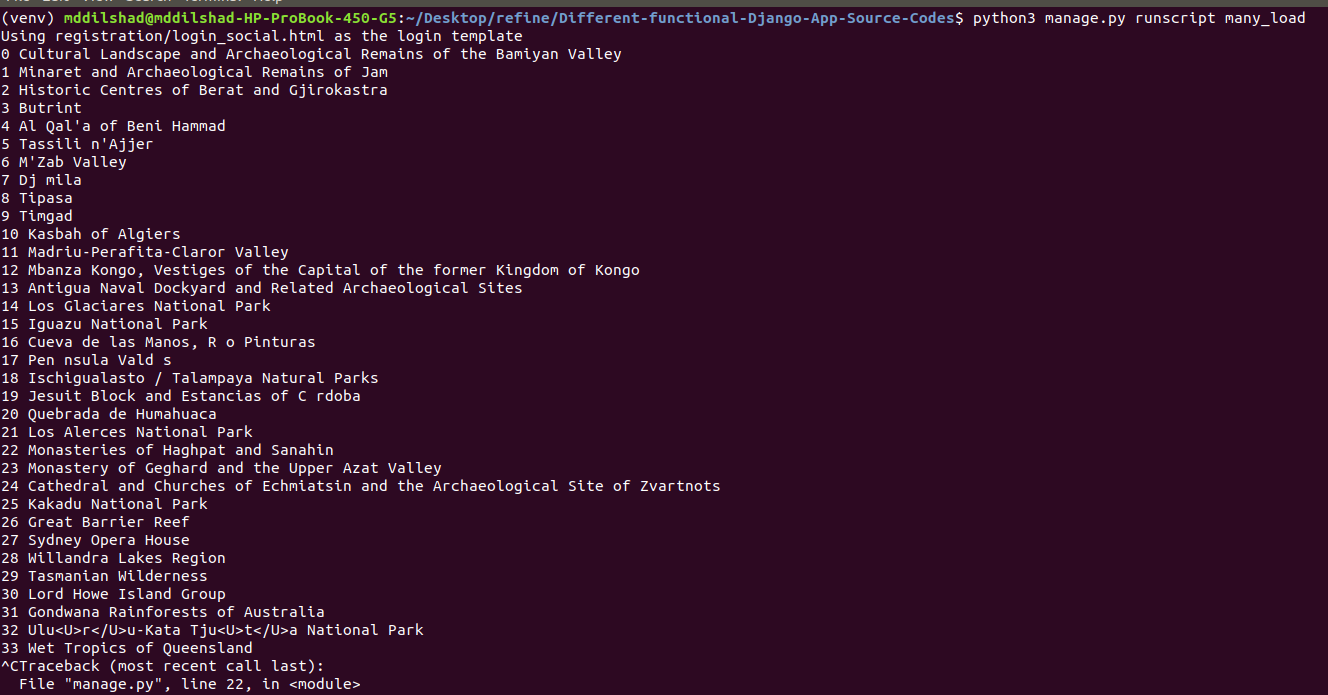 (venv) mddilshad@mddilshad-HP-ProBook-450-G5:~/Desktop/refine/Different-functional-Django-App-Source-Codes$ python3 manage.py runscript many_load
Using registration/login_social.html as the login template
0 Cultural Landscape and Archaeological Remains of the Bamiyan Valley
1 Minaret and Archaeological Remains of Jam
2 Historic Centres of Berat and Gjirokastra
3 Butrint
4 Al Qal'a of Beni Hammad
5 Tassili n'Ajjer
6 M'Zab Valley
7 Dj mila
8 Tipasa
9 Timgad
10 Kasbah of Algiers
11 Madriu-Perafita-Claror Valley
12 Mbanza Kongo, Vestiges of the Capital of the former Kingdom of Kongo
13 Antigua Naval Dockyard and Related Archaeological Sites
14 Los Glaciares National Park
15 Iguazu National Park
16 Cueva de las Manos, R o Pinturas
17 Pen nsula Vald s
18 Ischigualasto / Talampaya Natural Parks
19 Jesuit Block and Estancias of C rdoba
20 Quebrada de Humahuaca
21 Los Alerces National Park
22 Monasteries of Haghpat and Sanahin
23 Monastery of Geghard and the Upper Azat Valley
24 Cathedral and Churches of Echmiatsin and the Archaeological Site of Zvartnots
25 Kakadu National Park
26 Great Barrier Reef
27 Sydney Opera House
28 Willandra Lakes Region
29 Tasmanian Wilderness
30 Lord Howe Island Group
31 Gondwana Rainforests of Australia
32 Ulu<U>r</U>u-Kata Tju<U>t</U>a National Park
33 Wet Tropics of Queensland
^CTraceback (most recent call last):
  File "manage.py", line 22, in <module>